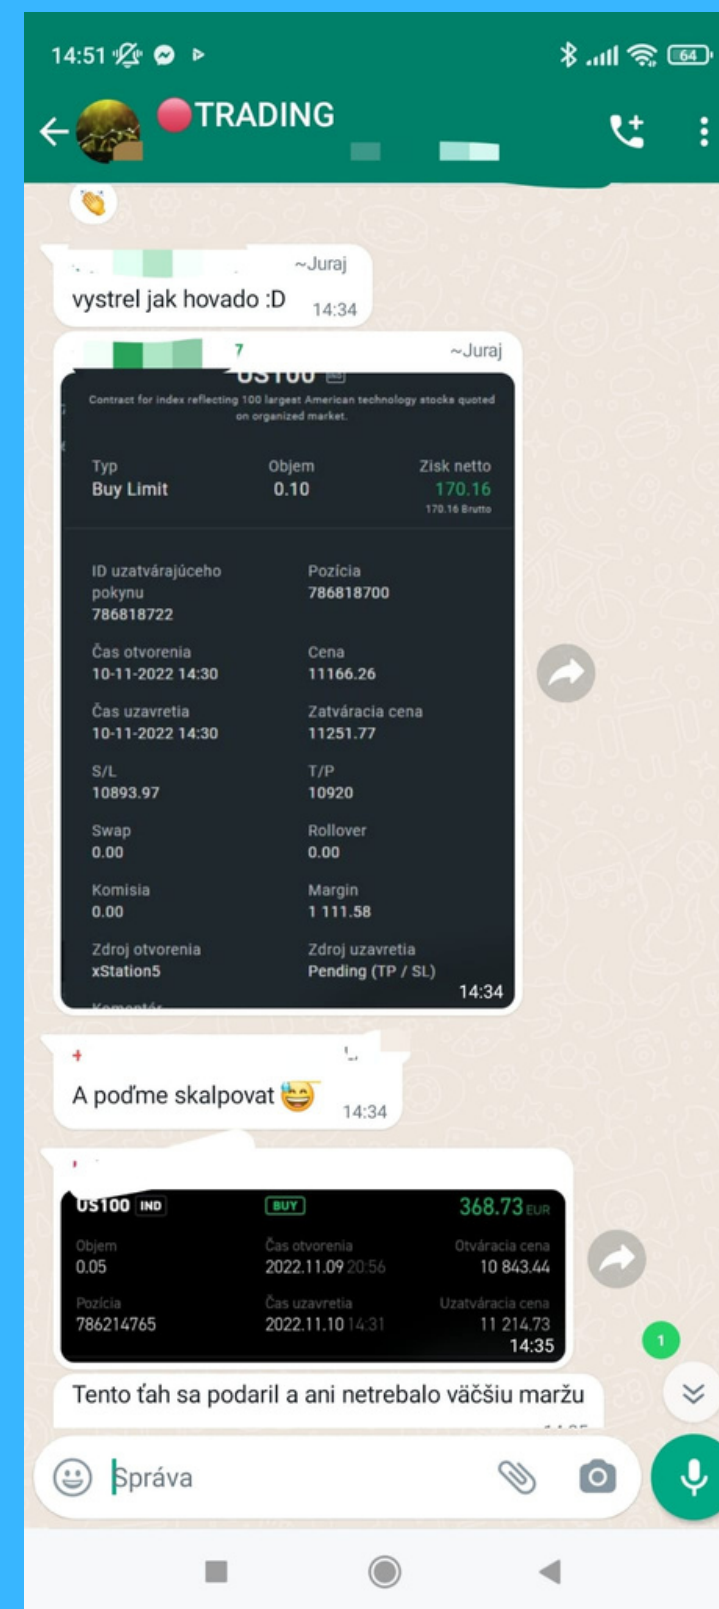 14:51
64
TRADING
~Juraj
vystrel jak hovado :D
14:34
7
~Juraj
US100 IND
Contract for index reflecting 100 largest American technology stocks quoted
on organized market.
Typ Objem Zisk netto
Buy Limit 0.10 170.16
170.16 Brutto
ID uzatvárajúceho Pozícia
pokynu 786818700
786818722
Čas otvorenia Cena
10-11-2022 14:30 11166.26
Čas uzavretia Zatváracia cena
10-11-2022 14:30 11251.77
S/L T/P
10893.97 10920
Swap Rollover
0.00 0.00
Komisia Margin
0.00 1 111.58
Zdroj otvorenia Zdroj uzavretia
xStation5 Pending (TP / SL)
14:34
Komentár
A poďme skalpovat 😅
14:34
US100 IND BUY 368.73 EUR
Objem Čas otvorenia Otváracia cena
0.05 2022.11.09 20:56 10 843.44
Pozícia Čas uzavretia Uzatváracia cena
786214765 2022.11.10 14:31 11 214.73
14:35
1
Tento ťah sa podaril a ani netrebalo väčšiu maržu
Správa